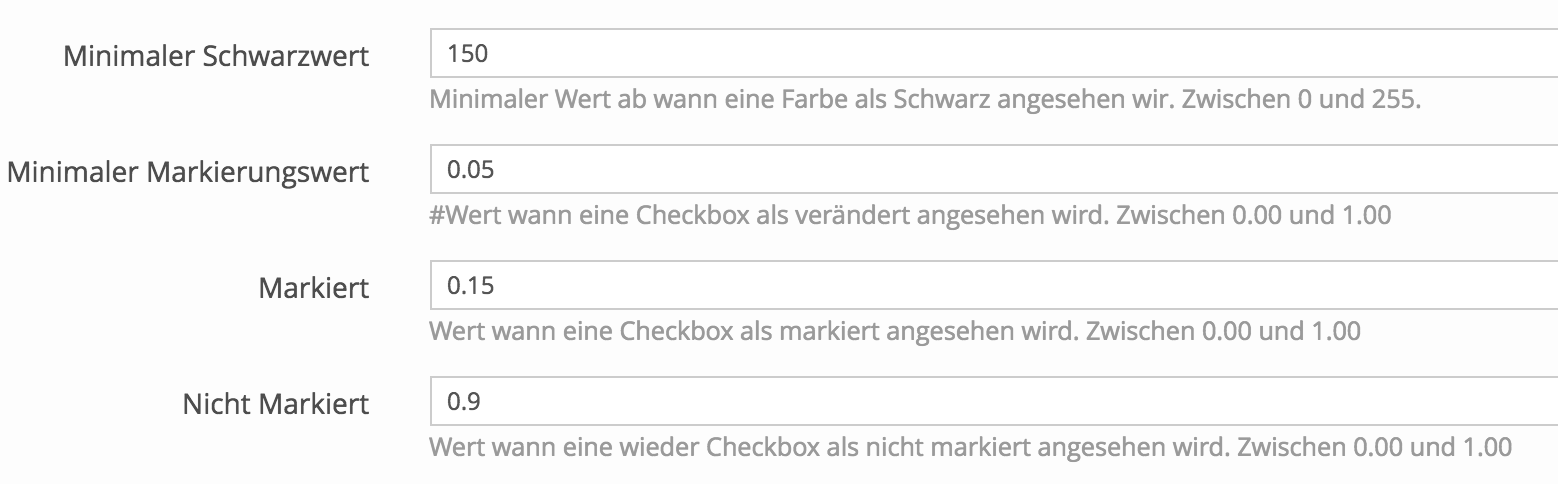 Minimaler Schwarzwert 150
Minimaler Wert ab wann eine Farbe als Schwarz angesehen wir. Zwischen 0 und 255.
Minimaler Markierungswert 0.05
#Wert wann eine Checkbox als verändert angesehen wird. Zwischen 0.00 und 1.00
Markiert 0.15
Wert wann eine Checkbox als markiert angesehen wird. Zwischen 0.00 und 1.00
Nicht Markiert 0.9
Wert wann eine wieder Checkbox als nicht markiert angesehen wird. Zwischen 0.00 und 1.00